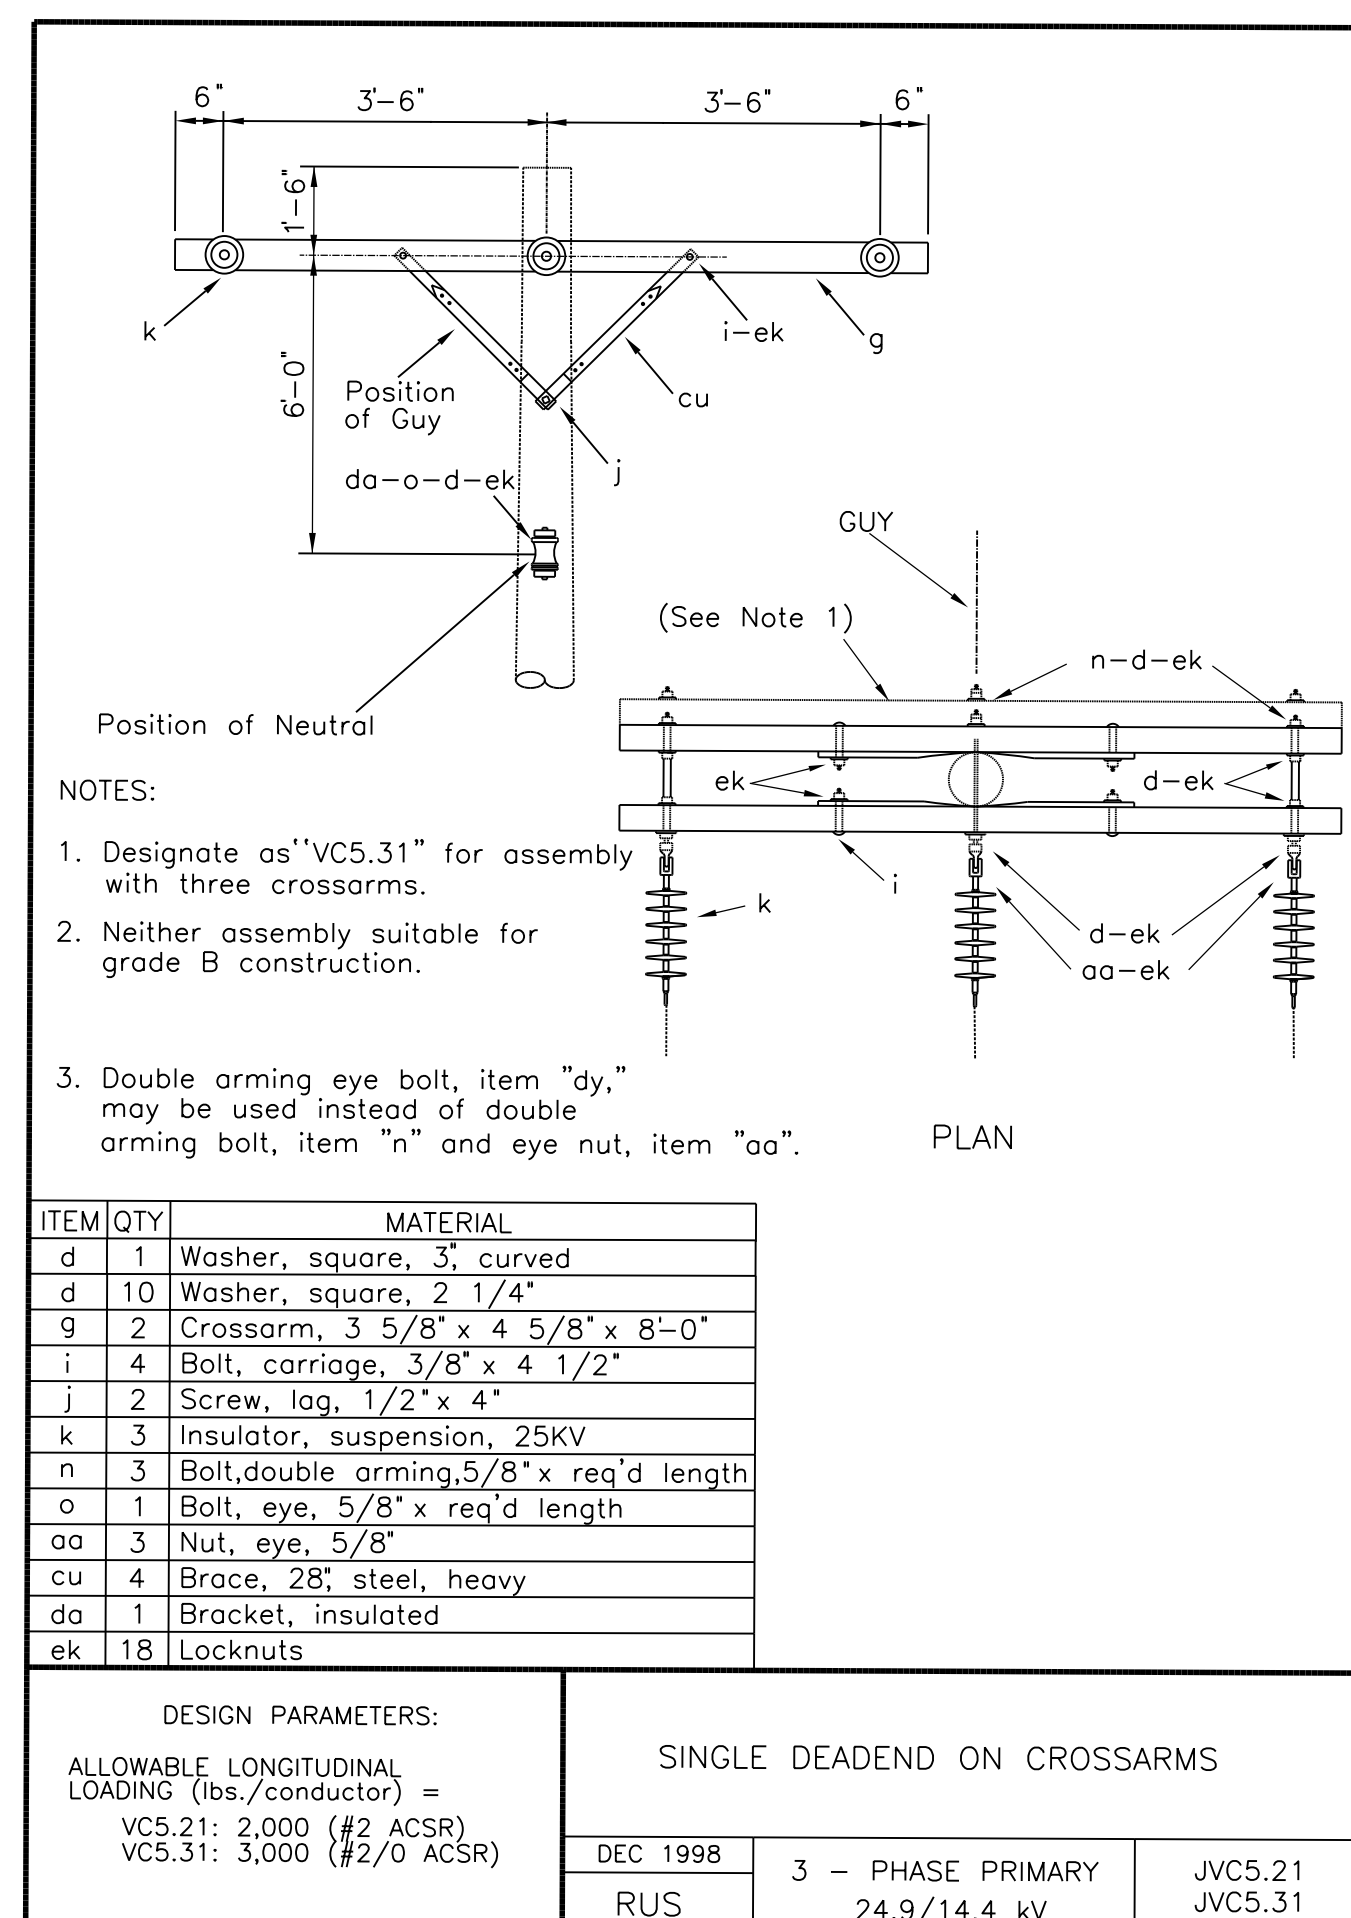 6" 3'-6" 3'-6" 6"
1'-6"
6'-0"
k
i-ek
g
Position
of Guy
cu
j
da-o-d-ek
GUY
(See Note 1)
n-d-ek
Position of Neutral
ek
d-ek
i
k
d-ek
aa-ek
NOTES:
1. Designate as ‘‘VC5.31” for assembly
with three crossarms.
2. Neither assembly suitable for
grade B construction.
3. Double arming eye bolt, item ”dy,”
may be used instead of double
arming bolt, item ”n” and eye nut, item ”aa”.
PLAN
ITEM QTY MATERIAL
d 1 Washer, square, 3", curved
d 10 Washer, square, 2 1/4"
g 2 Crossarm, 3 5/8" x 4 5/8" x 8'-0"
i 4 Bolt, carriage, 3/8" x 4 1/2"
j 2 Screw, lag, 1/2" x 4"
k 3 Insulator, suspension, 25KV
n 3 Bolt,double arming,5/8" x req'd length
o 1 Bolt, eye, 5/8" x req'd length
aa 3 Nut, eye, 5/8"
cu 4 Brace, 28", steel, heavy
da 1 Bracket, insulated
ek 18 Locknuts
DESIGN PARAMETERS:
ALLOWABLE LONGITUDINAL
LOADING (lbs./conductor) =
VC5.21: 2,000 (#2 ACSR)
VC5.31: 3,000 (#2/0 ACSR)
SINGLE DEADEND ON CROSSARMS
DEC 1998
RUS
3 - PHASE PRIMARY
24.9/14.4 kV
JVC5.21
JVC5.31